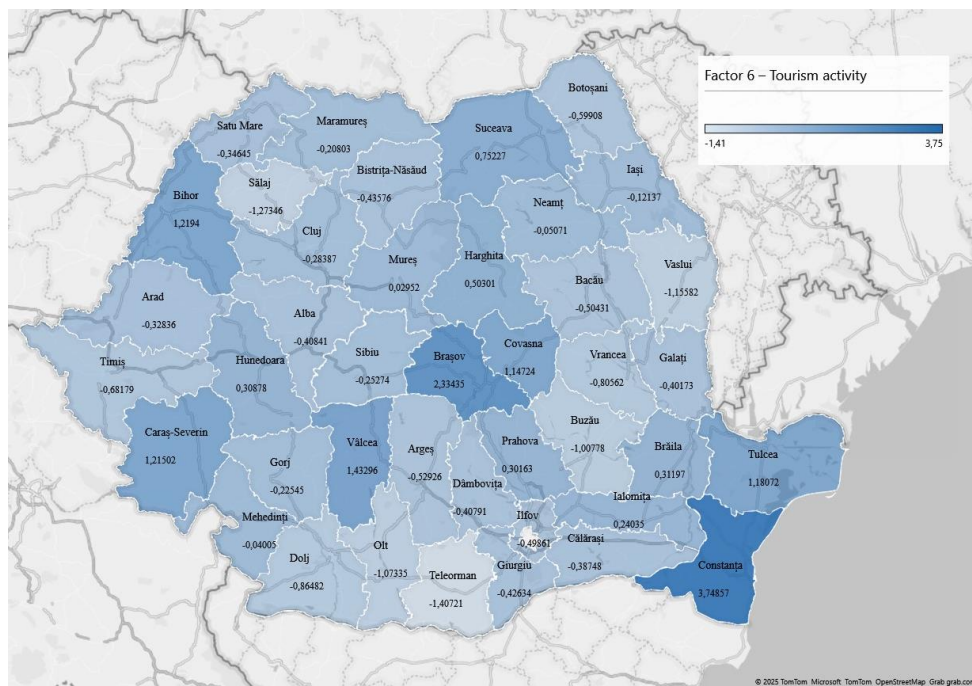 Factor 6 – Tourism activity
-1,41
3,75
Botoșani
-0,59908
Satu Mare
-0,34645
Maramureș
-0,20803
Suceava
0,75227
Bistrița-Năsăud
-0,43576
Iași
-0,12137
Sălaj
-1,27346
Bihor
1,2194
Neamț
-0,05071
Cluj
-0,28387
Mureș
0,02952
Harghita
0,50301
Bacău
-0,50431
Vaslui
-1,15582
Arad
-0,32836
Alba
-0,40841
Timiș
-0,68179
Hunedoara
0,30878
Sibiu
-0,25274
Brașov
2,33435
Covasna
1,14724
Vrancea
-0,80562
Galați
-0,40173
Caraș-Severin
1,21502
Gorj
-0,22545
Vâlcea
1,43296
Argeș
-0,52926
Dâmbovița
-0,40791
Prahova
0,30163
Buzău
-1,00778
Brăila
0,31197
Tulcea
1,18072
Mehedinți
-0,04005
Dolj
-0,86482
Olt
-1,07335
Teleorman
-1,40721
Giurgiu
-0,42634
Ilfov
-0,49861
Ialomița
0,24035
Călărași
-0,38748
Constanța
3,74857
© 2025 TomTom Microsoft TomTom OpenStreetMap Grab grab.com